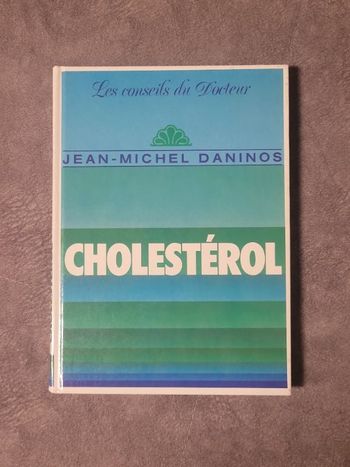 Les conseils du Docteur
JEAN-MICHEL DANINOS
CHOLESTÉROL